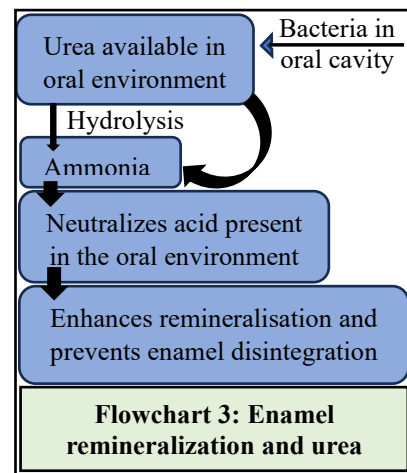 Urea available in
oral environment
Bacteria in
oral cavity
Hydrolysis
Ammonia
Neutralizes acid present
in the oral environment
Enhances remineralisation and
prevents enamel disintegration
Flowchart 3: Enamel
remineralization and urea